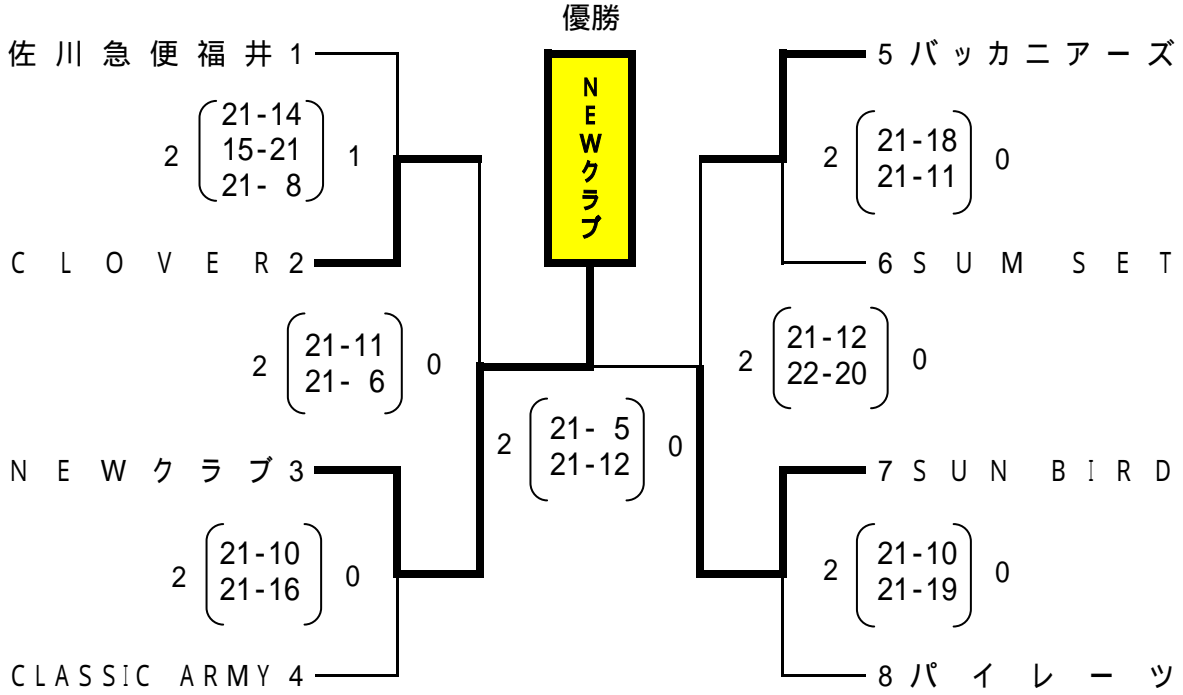 優勝
佐川急便福井 1
5 バッカニアーズ
NEWクラブ
2 21-14 15-21 21- 8 1
2 21-18 21-11 0
CLOVER 2
6 SUM SET
2 21-11 21- 6 0
2 21-12 22-20 0
2 21- 5 21-12 0
NEWクラブ 3
7 SUN BIRD
2 21-10 21-16 0
2 21-10 21-19 0
CLASSIC ARMY 4
8 パイレーツ